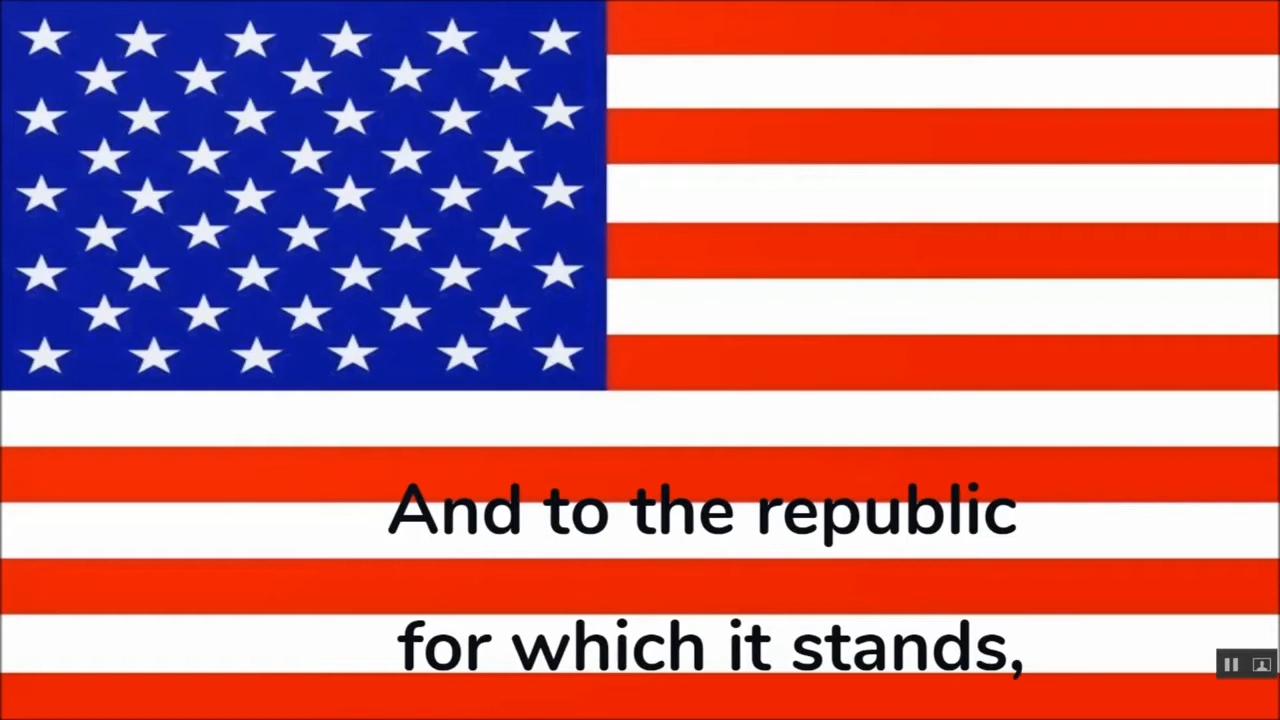 And to the republic
for which it stands,